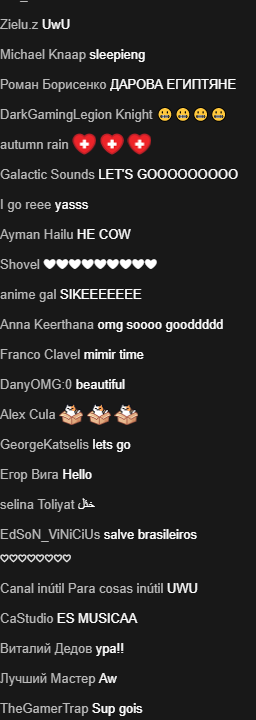 Zielu.z UwU
Michael Knaap sleepieng
Роман Борисенко ДАРОВА ЕГИПТЯНЕ
DarkGamingLegion Knight 😬😬😬😬
autumn rain
Galactic Sounds LET'S GOOOOOOOOO
I go reee yasss
Ayman Hailu HE COW
Shovel 🤍🤍🤍🤍🤍🤍🤍🤍🤍
anime gal SIKEEEEEEE
Anna Keerthana omg soooo gooddddd
Franco Clavel mimir time
DanyOMG:0 beautiful
Alex Cula
GeorgeKatselis lets go
Егор Вига Hello
selina Toliyat
EdSoN_ViNiCiUs salve brasileiros
♡♡♡♡♡♡♡♡
Canal inútil Para cosas inútil UWU
CaStudio ES MUSICAA
Виталий Дедов ура!!
Лучший Мастер Aw
TheGamerTrap Sup gois